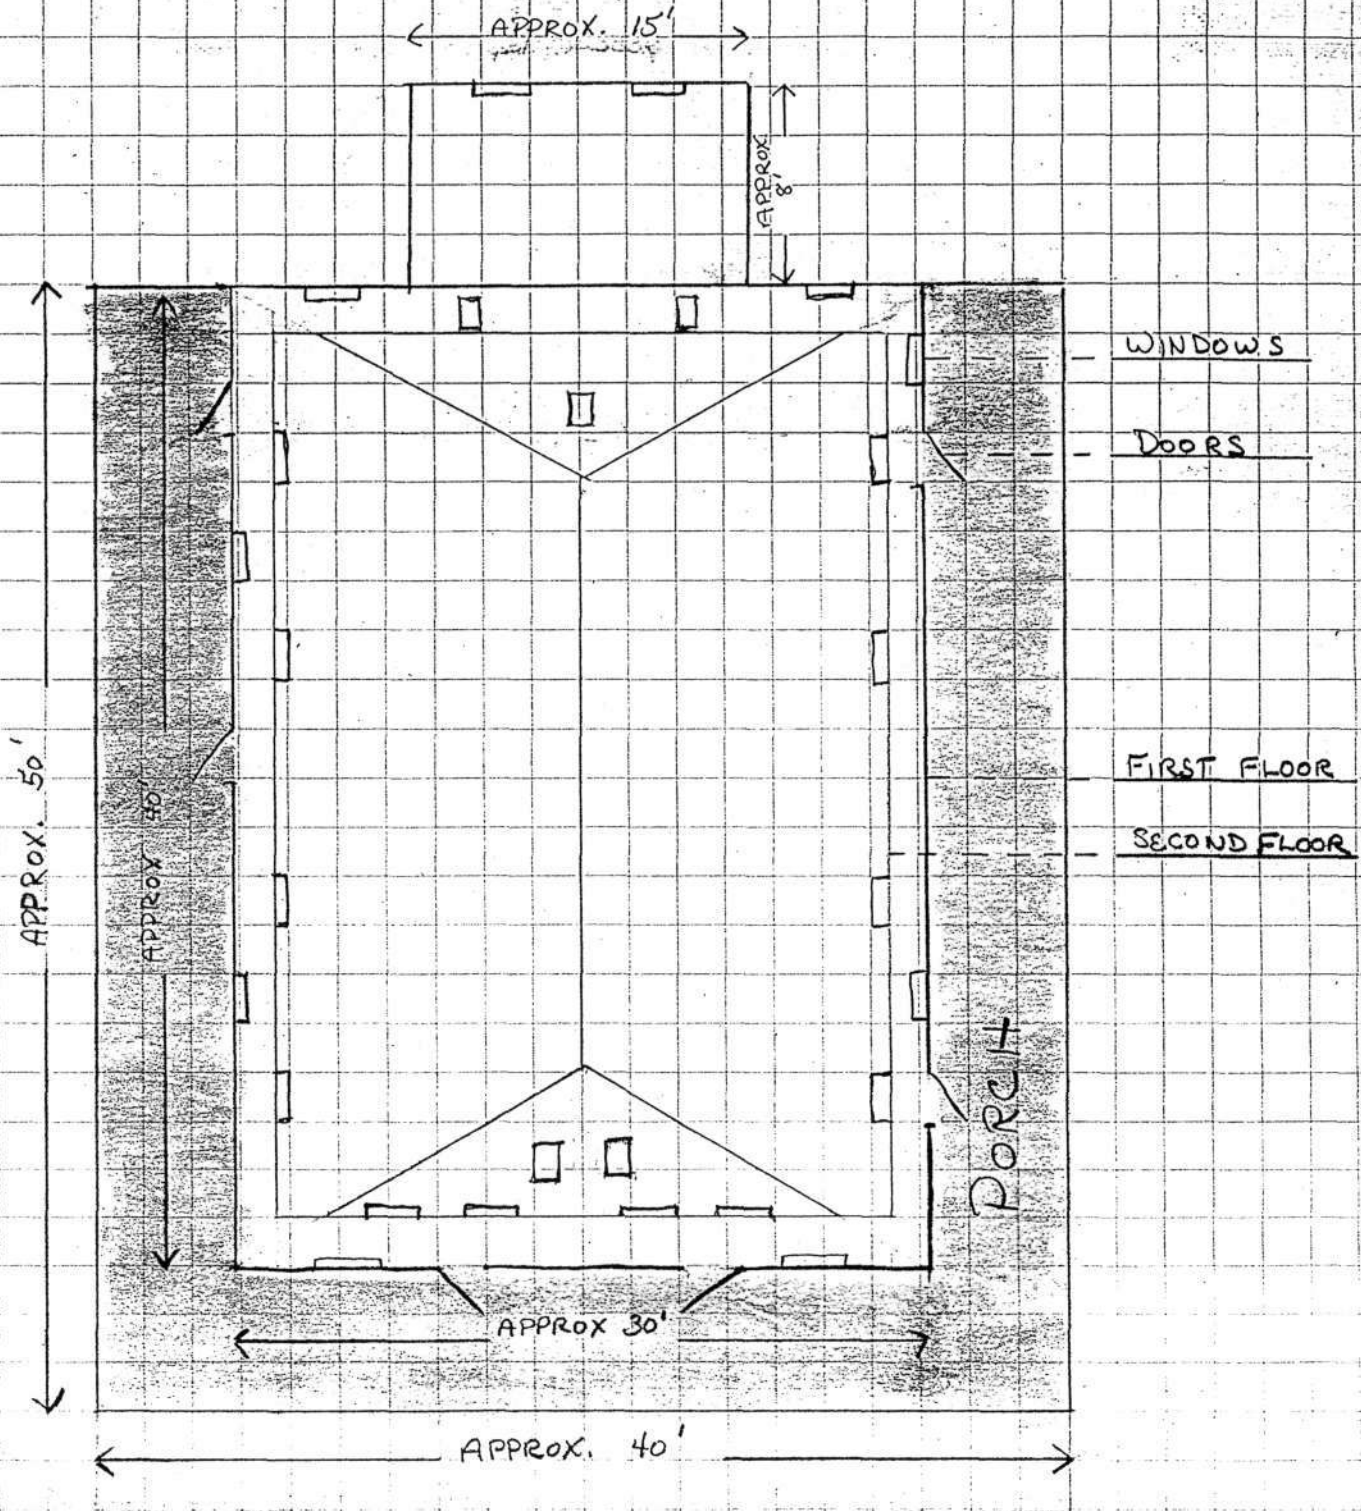 APPROX. 15'
APPROX
8'
WINDOWS
DOORS
FIRST FLOOR
SECOND FLOOR
APPROX. 50'
APPROX 40'
PORCH
APPROX 30'
APPROX. 40'